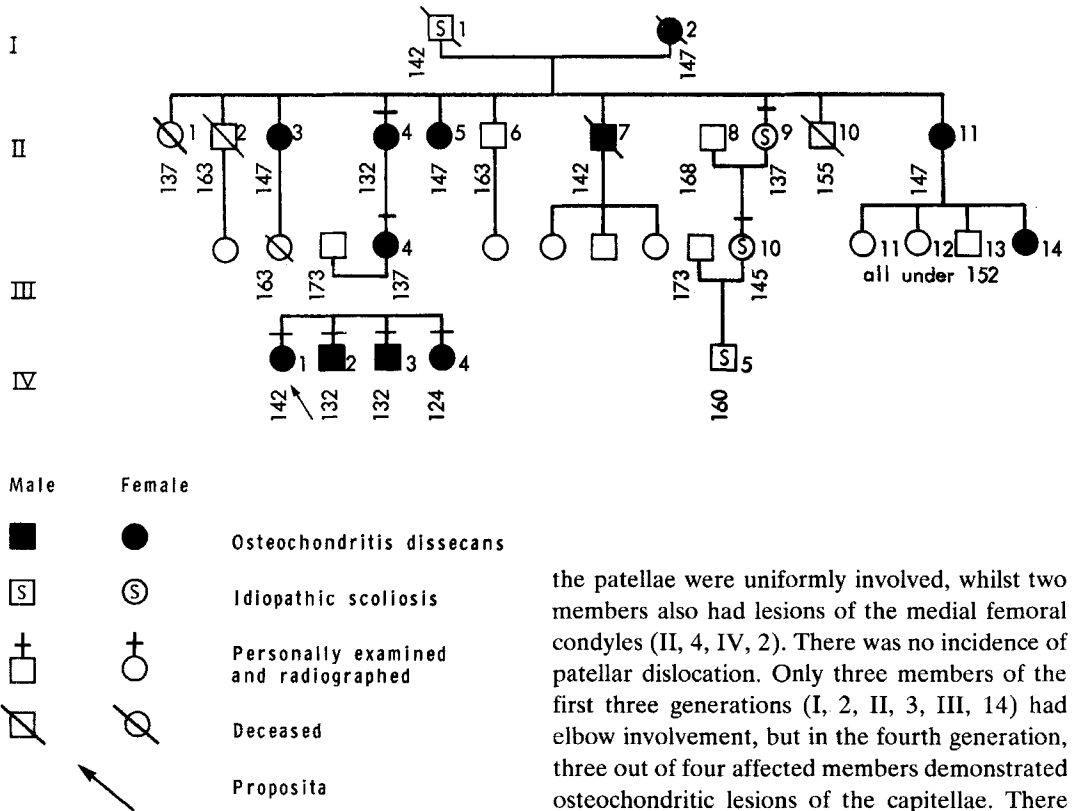 I
S 1
2
142
147
II
1
2
3
4
5
6
7
8
S 9
10
11
137
163
147
132
147
163
142
168
137
155
147
4
S 10
11
12
13
14
III
163
173
137
173
145
all under 152
IV
1
2
3
4
S 5
142
132
132
124
160
Male Female
Osteochondritis dissecans
S S Idiopathic scoliosis
Personally examined
and radiographed
Deceased
Proposita
the patellae were uniformly involved, whilst two
members also had lesions of the medial femoral
condyles (II, 4, IV, 2). There was no incidence of
patellar dislocation. Only three members of the
first three generations (I, 2, II, 3, III, 14) had
elbow involvement, but in the fourth generation,
three out of four affected members demonstrated
osteochondritic lesions of the capitellae. There